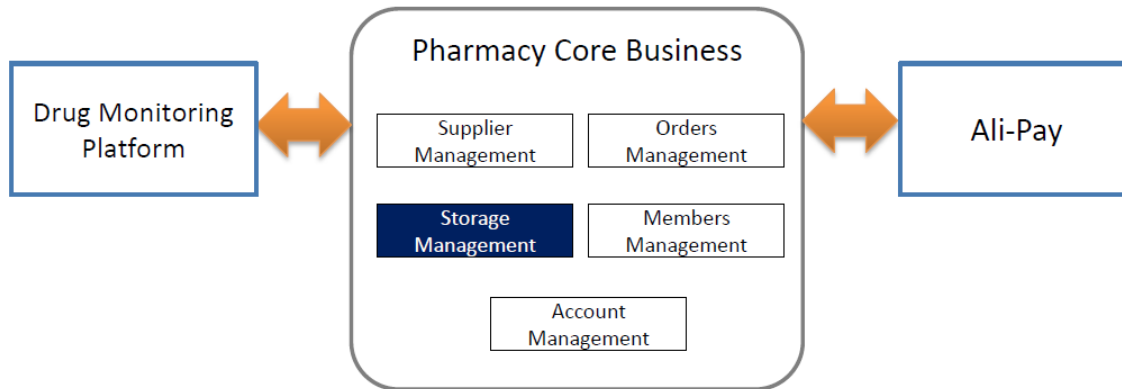 Pharmacy Core Business
Drug Monitoring
Platform
Supplier
Management
Orders
Management
Ali-Pay
Storage
Management
Members
Management
Account
Management